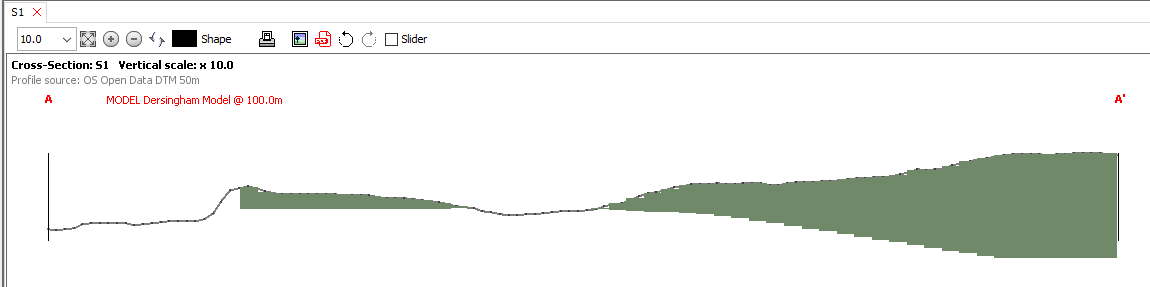 S1
10.0 Shape Slider
Cross-Section: S1 Vertical scale: x 10.0
Profile source: OS Open Data DTM 50m
A MODEL Dersingham Model @ 100.0m A'